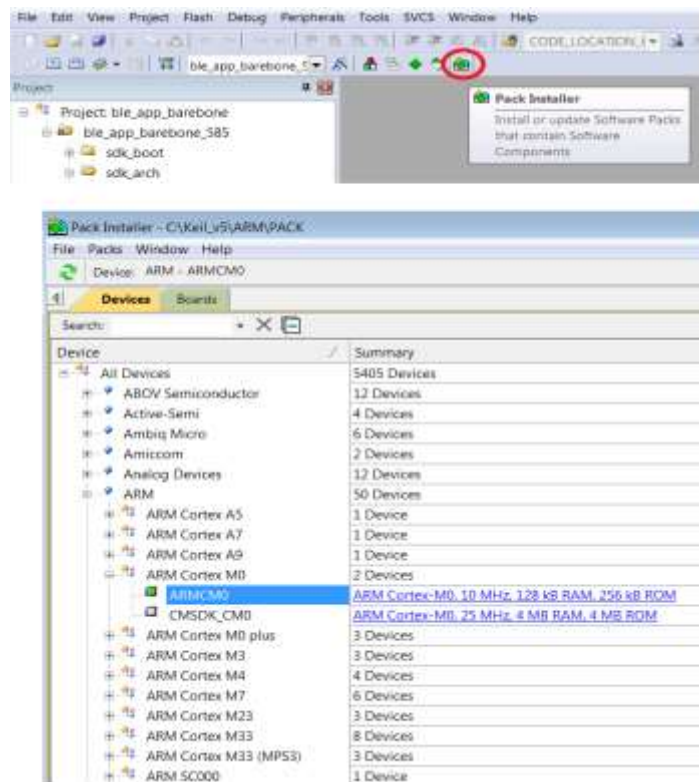 File Edit View Project Flash Debug Peripherals Tools SVCS Window Help
CODE_LOCATION_
ble_app_barebone_5
Project
Project: ble_app_barebone
ble_app_barebone_585
sdk_boot
sdk_arch
Pack Installer
Install or update Software Packs
that contain Software
Components
Pack Installer - C:\Keil_v5\ARM\PACK
File Packs Window Help
Device: ARM - ARMCM0
Devices Boards
Search:
Device Summary
All Devices 5405 Devices
ABOV Semiconductor 12 Devices
Active-Semi 4 Devices
Ambiq Micro 6 Devices
Amiccom 2 Devices
Analog Devices 12 Devices
ARM 50 Devices
ARM Cortex A5 1 Device
ARM Cortex A7 1 Device
ARM Cortex A9 1 Device
ARM Cortex M0 2 Devices
ARMCM0 ARM Cortex-M0, 10 MHz, 128 kB RAM, 256 kB ROM
CMSDK_CM0 ARM Cortex-M0, 25 MHz, 4 MB RAM, 4 MB ROM
ARM Cortex M0 plus 3 Devices
ARM Cortex M3 3 Devices
ARM Cortex M4 4 Devices
ARM Cortex M7 6 Devices
ARM Cortex M23 3 Devices
ARM Cortex M33 8 Devices
ARM Cortex M33 (MPS3) 3 Devices
ARM SC000 1 Device